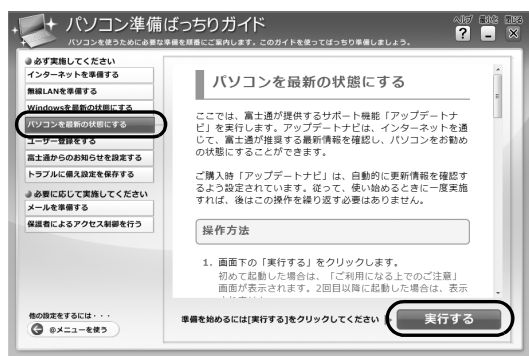 パソコン準備ばっちりガイド
パソコンを使うために必要な準備を順番にご案内します。このガイドを使ってばっちり準備しましょう。
ヘルプ 最小化 閉じる
必ず実施してください
インターネットを準備する
無線LANを準備する
Windowsを最新の状態にする
パソコンを最新の状態にする
ユーザー登録をする
富士通からのお知らせを設定する
トラブルに備え設定を保存する
必要に応じて実施してください
メールを準備する
保護者によるアクセス制御を行う
他の設定をするには・・・
@メニューを使う
パソコンを最新の状態にする
ここでは、富士通が提供するサポート機能「アップデートナ
ビ」を実行します。アップデートナビは、インターネットを通
じて、富士通が推奨する最新情報を確認し、パソコンをお勧め
の状態にすることができます。
ご購入時「アップデートナビ」は、自動的に更新情報を確認す
るよう設定されています。従って、使い始めるときに一度実施
すれば、後はこの操作を繰り返す必要はありません。
操作方法
1. 画面下の「実行する」をクリックします。
初めて起動した場合は、「ご利用になる上でのご注意」
画面が表示されます。2回目以降に起動した場合は、表示
準備を始めるには[実行する]をクリックしてください
実行する